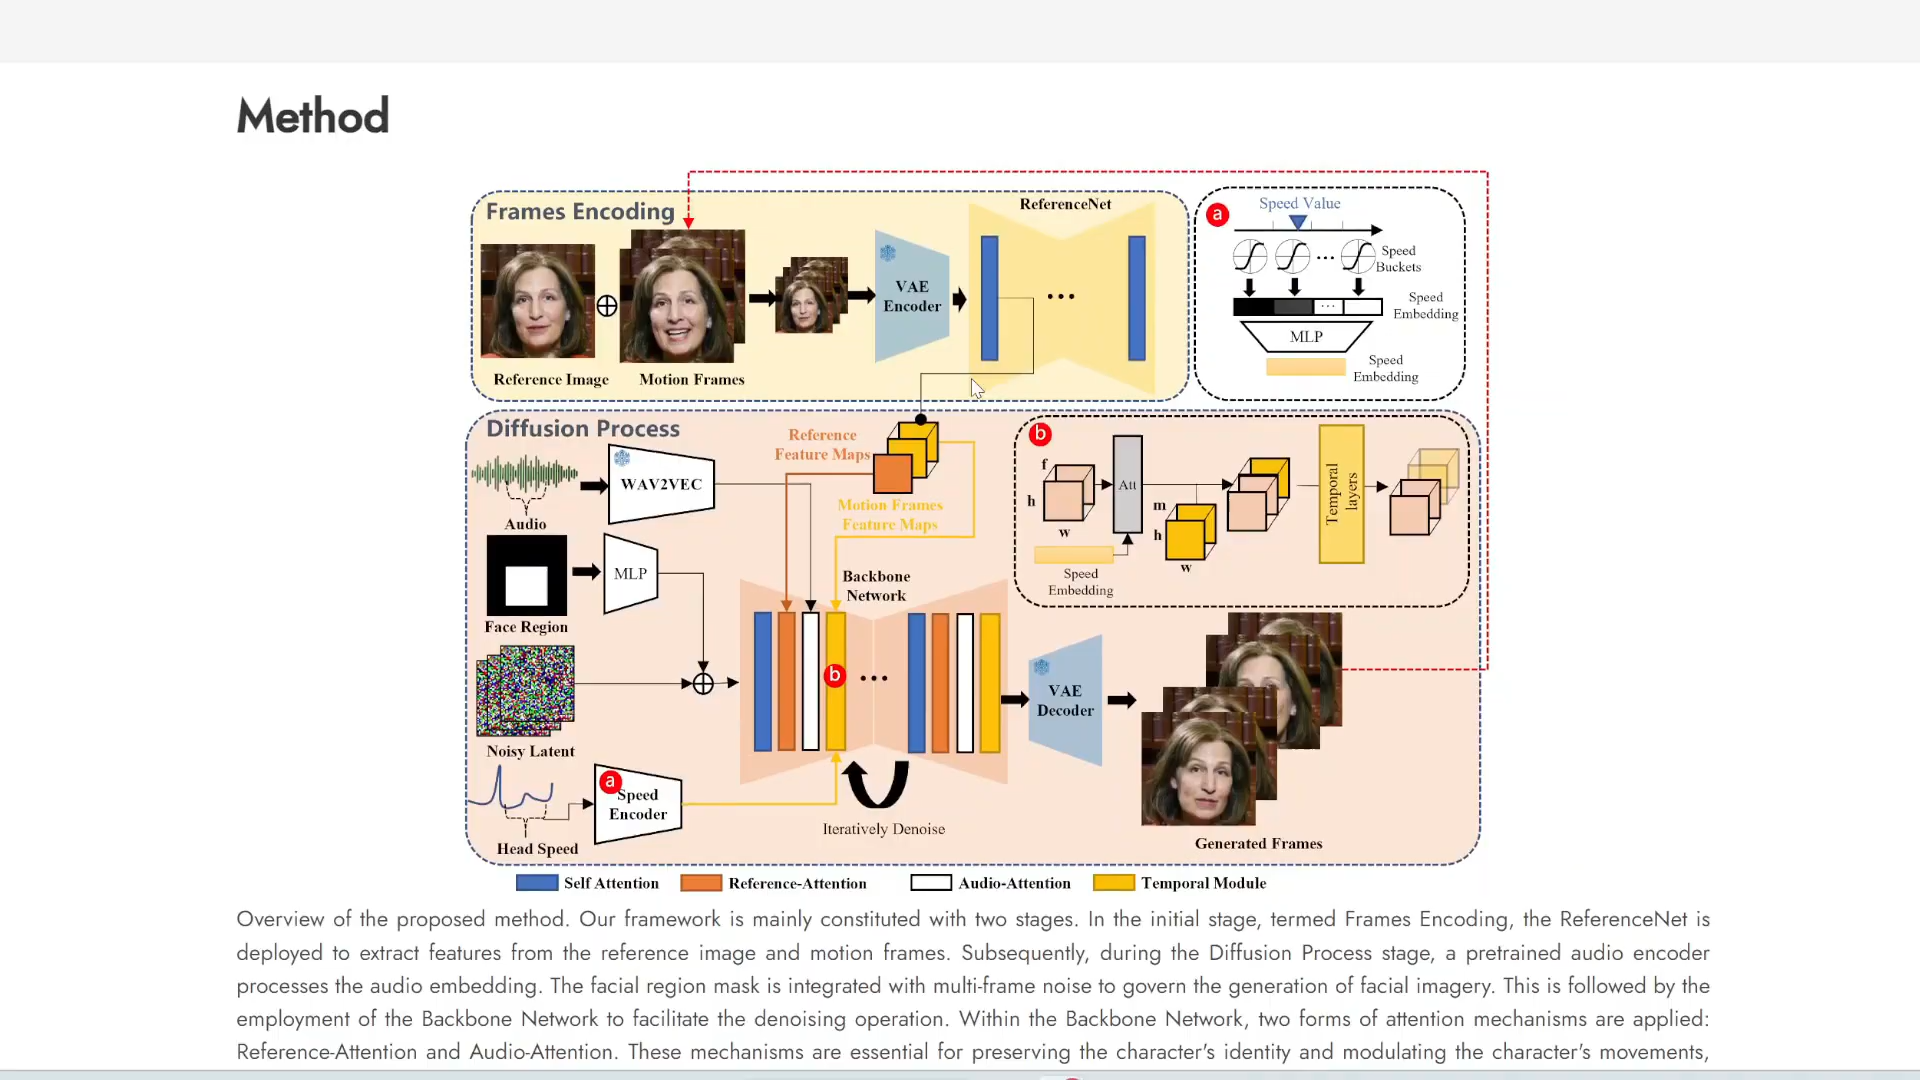 Method
Frames Encoding
ReferenceNet
VAE
Encoder
Reference Image
Motion Frames
a
Speed Value
Speed
Buckets
Speed
Embedding
MLP
Speed
Embedding
Diffusion Process
Audio
WAV2VEC
Reference
Feature Maps
Motion Frames
Feature Maps
Face Region
MLP
Backbone
Network
b
f
h
w
Att
m
h
w
Speed
Embedding
Temporal
layers
Noisy Latent
b
VAE
Decoder
Head Speed
a
Speed
Encoder
Iteratively Denoise
Generated Frames
Self Attention
Reference-Attention
Audio-Attention
Temporal Module
Overview of the proposed method. Our framework is mainly constituted with two stages. In the initial stage, termed Frames Encoding, the ReferenceNet is
deployed to extract features from the reference image and motion frames. Subsequently, during the Diffusion Process stage, a pretrained audio encoder
processes the audio embedding. The facial region mask is integrated with multi-frame noise to govern the generation of facial imagery. This is followed by the
employment of the Backbone Network to facilitate the denoising operation. Within the Backbone Network, two forms of attention mechanisms are applied:
Reference-Attention and Audio-Attention. These mechanisms are essential for preserving the character's identity and modulating the character's movements,